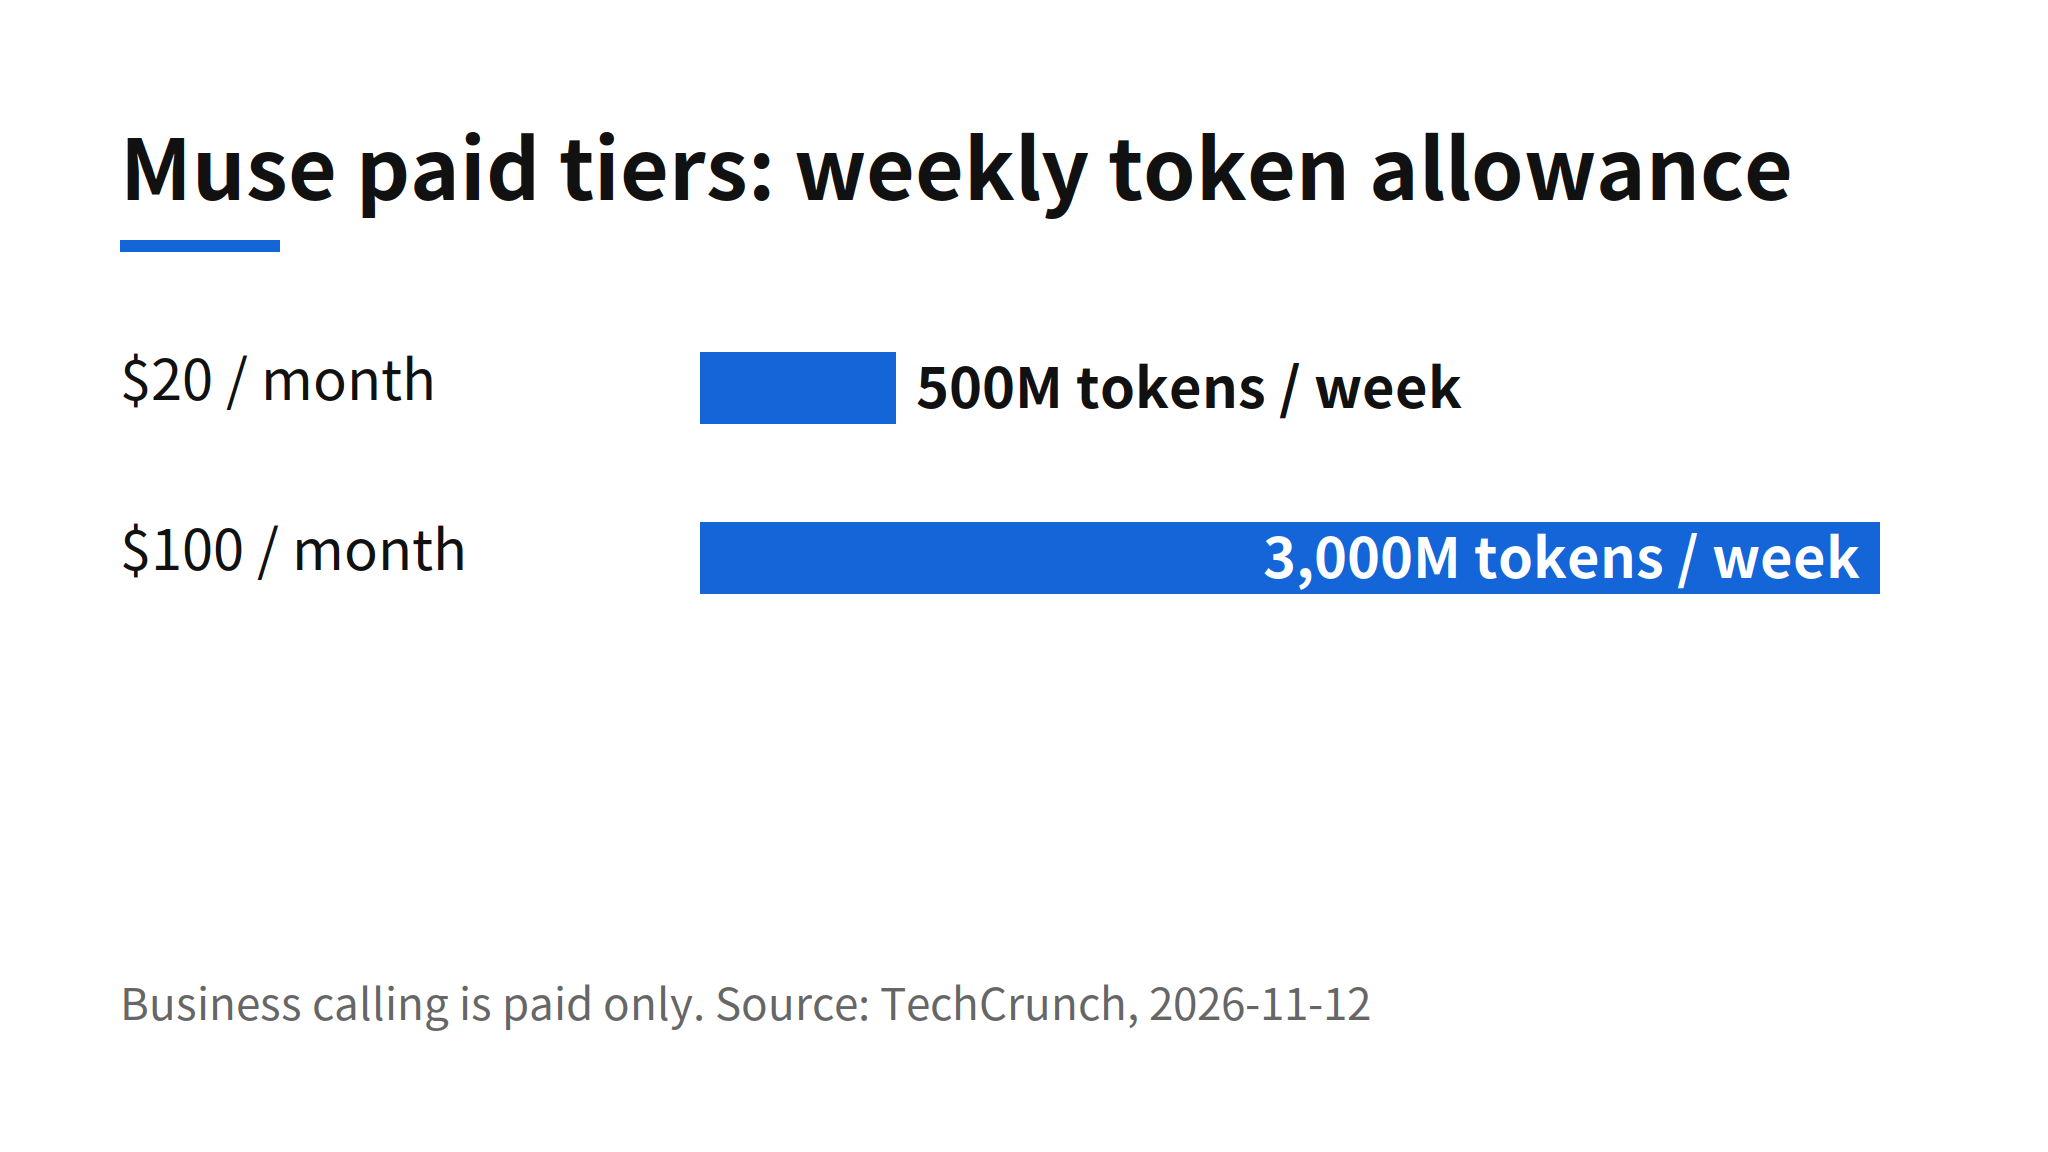 Muse paid tiers: weekly token allowance
$20 / month
500M tokens / week
$100 / month
3,000M tokens / week
Business calling is paid only. Source: TechCrunch, 2026-11-12